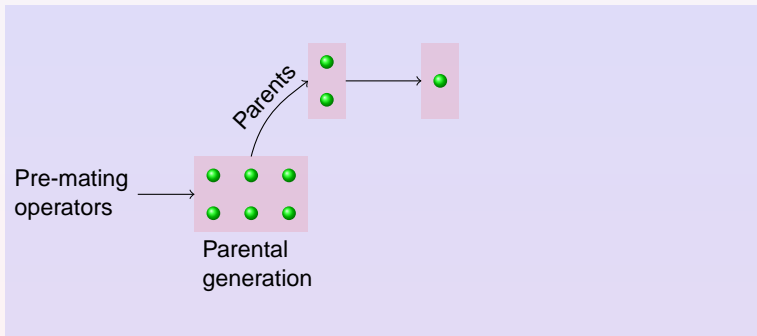 Parents
Pre-mating
operators
Parental
generation